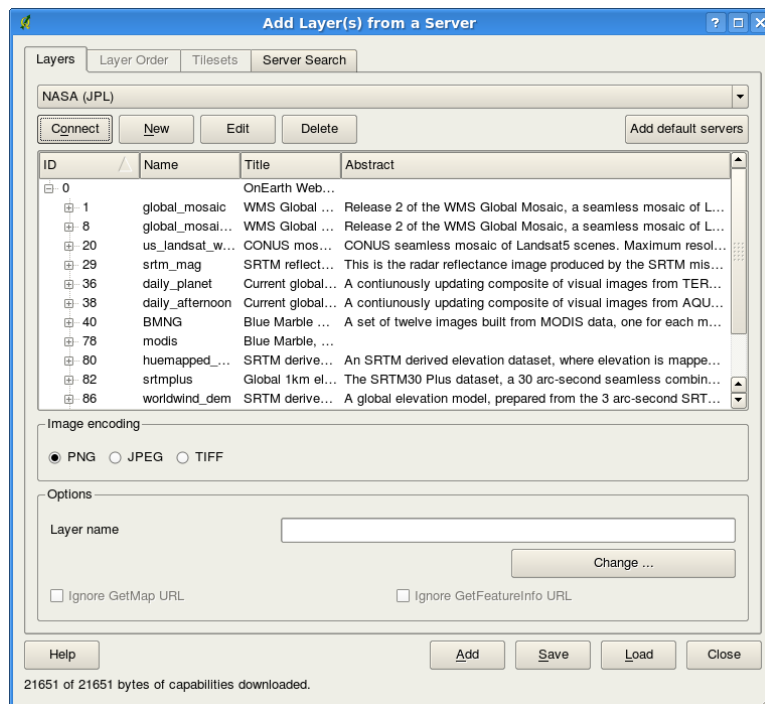 Add Layer(s) from a Server
Layers Layer Order Tilesets Server Search
NASA (JPL)
Connect New Edit Delete Add default servers
ID Name Title Abstract
0 OnEarth Web...
1 global_mosaic WMS Global ... Release 2 of the WMS Global Mosaic, a seamless mosaic of L...
8 global_mosai... WMS Global ... Release 2 of the WMS Global Mosaic, a seamless mosaic of L...
20 us_landsat_w... CONUS mos... CONUS seamless mosaic of Landsat5 scenes. Maximum resol...
29 srtm_mag SRTM reflect... This is the radar reflectance image produced by the SRTM mis...
36 daily_planet Current global... A contiunously updating composite of visual images from TER...
38 daily_afternoon Current global... A contiunously updating composite of visual images from AQU...
40 BMNG Blue Marble ... A set of twelve images built from MODIS data, one for each m...
78 modis Blue Marble, ...
80 huemapped_... SRTM derive... An SRTM derived elevation dataset, where elevation is mappe...
82 srtmplus Global 1km el... The SRTM30 Plus dataset, a 30 arc-second seamless combin...
86 worldwind_dem SRTM derive... A global elevation model, prepared from the 3 arc-second SRT...
Image encoding
PNG JPEG TIFF
Options
Layer name
Change ...
Ignore GetMap URL Ignore GetFeatureInfo URL
Help Add Save Load Close
21651 of 21651 bytes of capabilities downloaded.